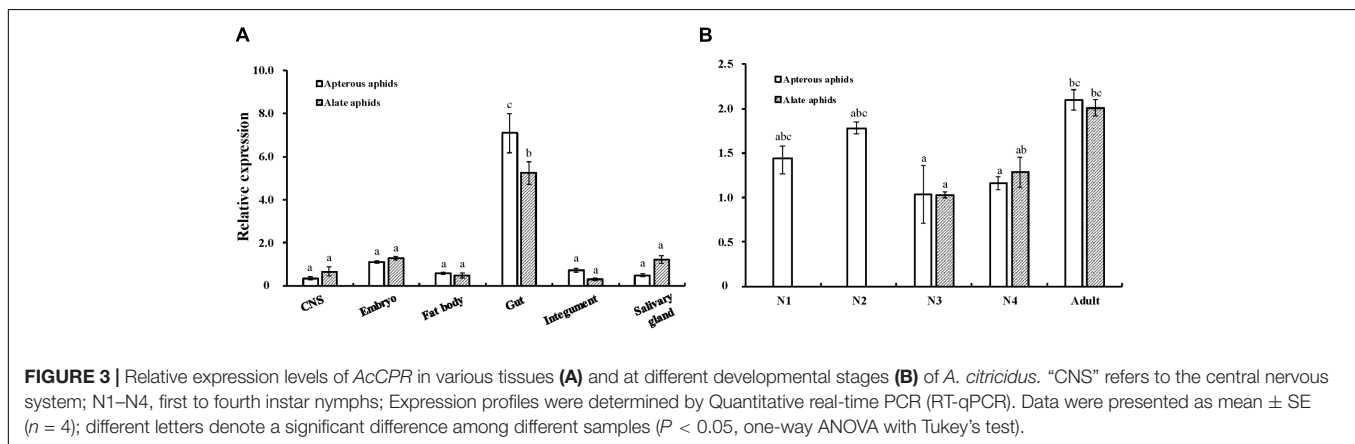 A
10.0
8.0
6.0
4.0
2.0
0
Relative expression
Apterous aphids
Alate aphids
a
a
a
a
a
a
c
b
a
a
a
a
CNS
Embryo
Fat body
Gut
Integument
Salivary
gland
B
2.5
2.0
1.5
1.0
0.5
0.0
Apterous aphids
Alate aphids
abc
abc
a
a
a
ab
bc
bc
N1
N2
N3
N4
Adult
FIGURE 3 | Relative expression levels of AcCPR in various tissues (A) and at different developmental stages (B) of A. citricidus. “CNS” refers to the central nervous
system; N1–N4, first to fourth instar nymphs; Expression profiles were determined by Quantitative real-time PCR (RT-qPCR). Data were presented as mean ± SE
(n = 4); different letters denote a significant difference among different samples (P < 0.05, one-way ANOVA with Tukey’s test).